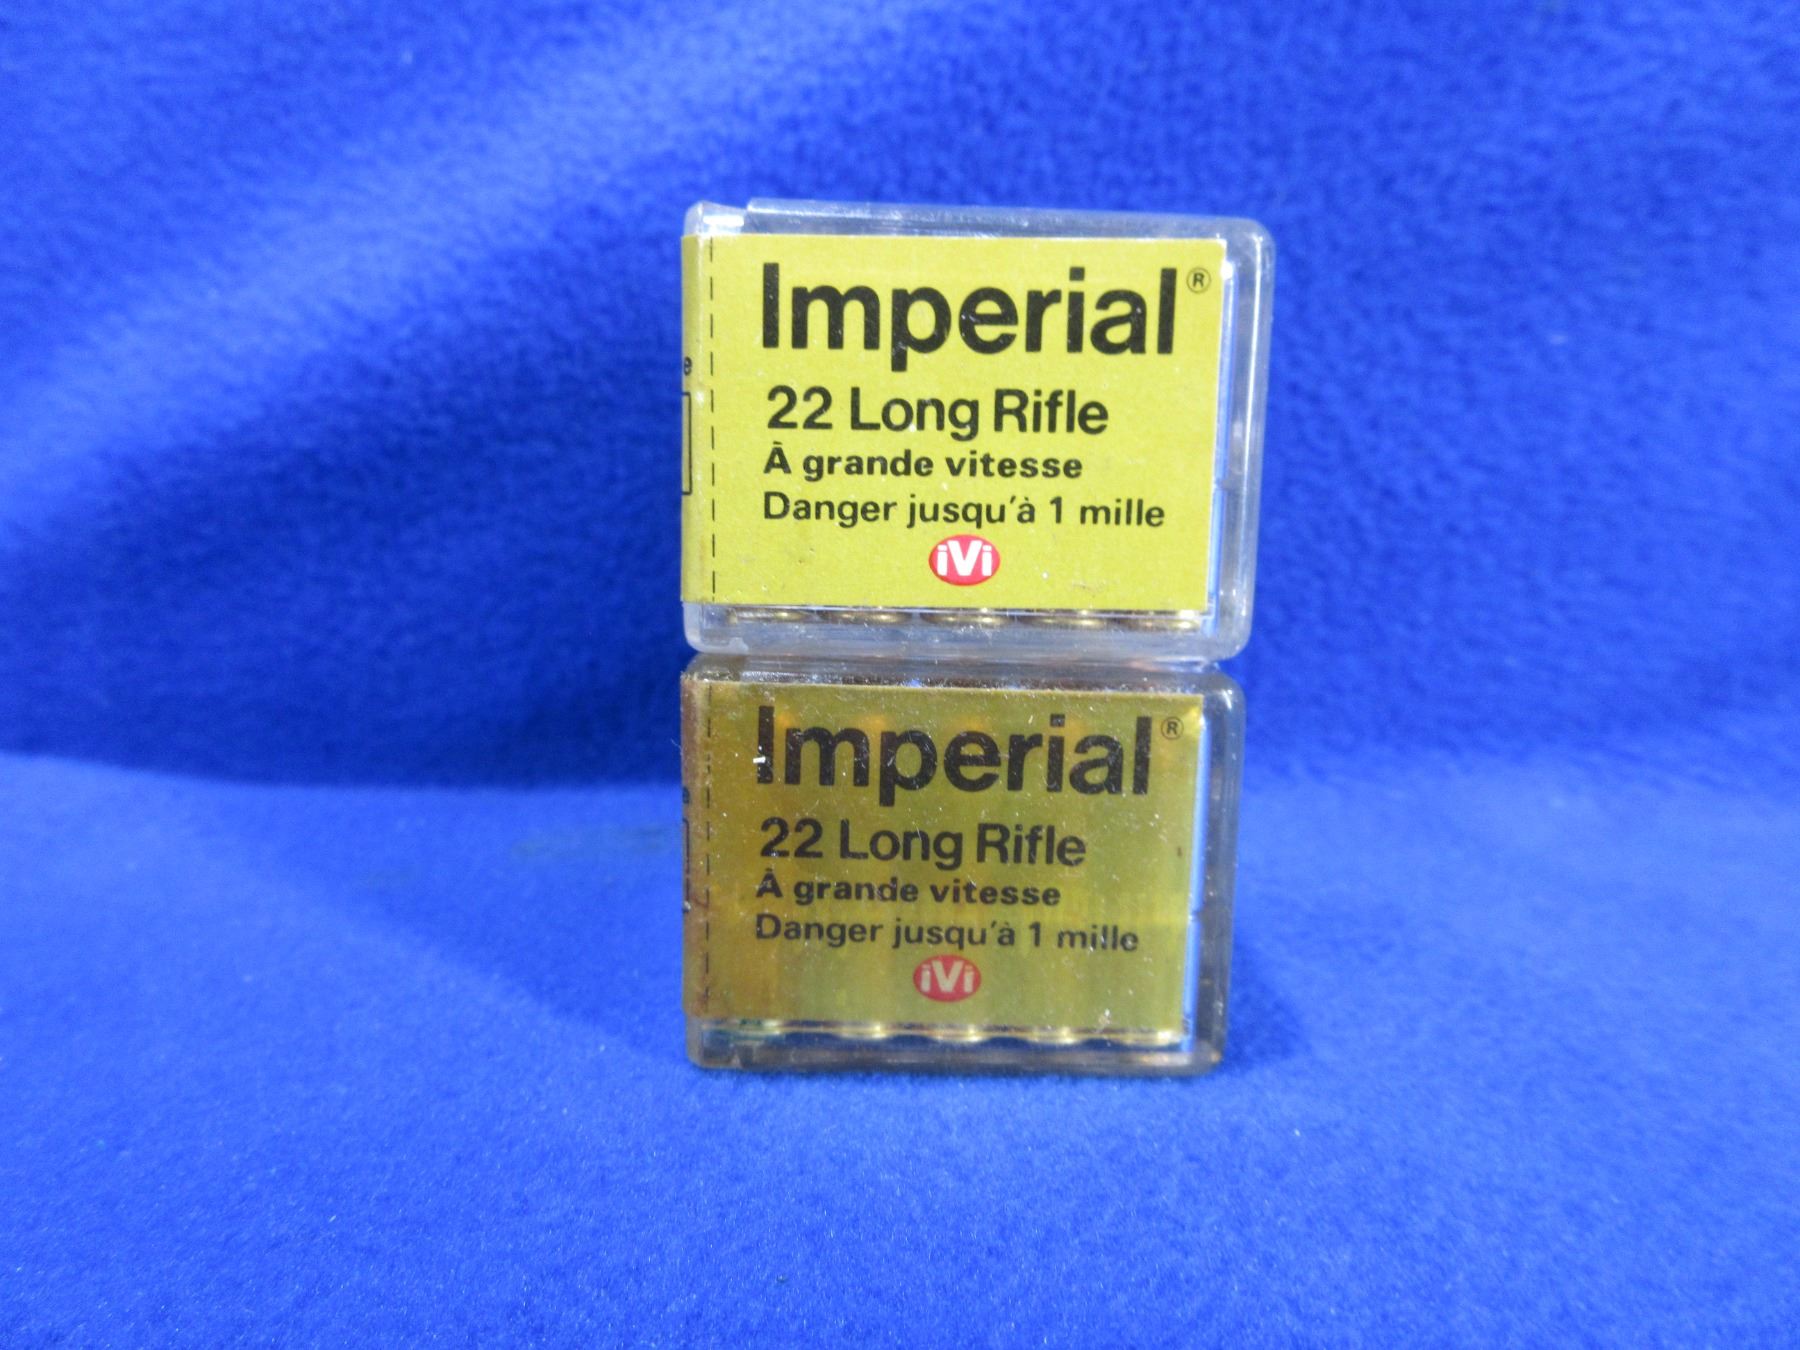 Imperial®
22 Long Rifle
À grande vitesse
Danger jusqu'à 1 mille
iVi
Imperial®
22 Long Rifle
À grande vitesse
Danger jusqu'à 1 mille
iVi